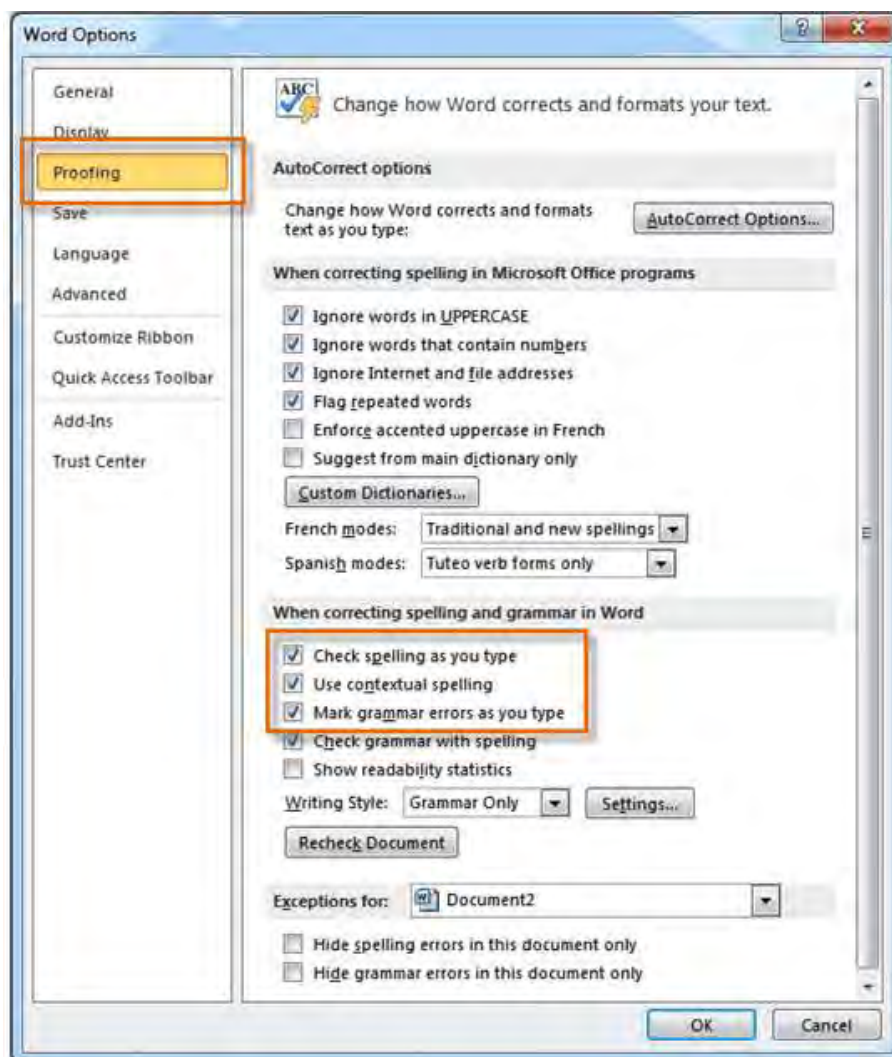 Word Options
General
Display
Proofing
Save
Language
Advanced
Customize Ribbon
Quick Access Toolbar
Add-Ins
Trust Center
ABC
Change how Word corrects and formats your text.
AutoCorrect options
Change how Word corrects and formats
text as you type:
AutoCorrect Options...
When correcting spelling in Microsoft Office programs
Ignore words in UPPERCASE
Ignore words that contain numbers
Ignore Internet and file addresses
Flag repeated words
Enforce accented uppercase in French
Suggest from main dictionary only
Custom Dictionaries...
French modes: Traditional and new spellings
Spanish modes: Tuteo verb forms only
When correcting spelling and grammar in Word
Check spelling as you type
Use contextual spelling
Mark grammar errors as you type
Check grammar with spelling
Show readability statistics
Writing Style: Grammar Only Settings...
Recheck Document
Exceptions for: Document2
Hide spelling errors in this document only
Hide grammar errors in this document only
OK Cancel